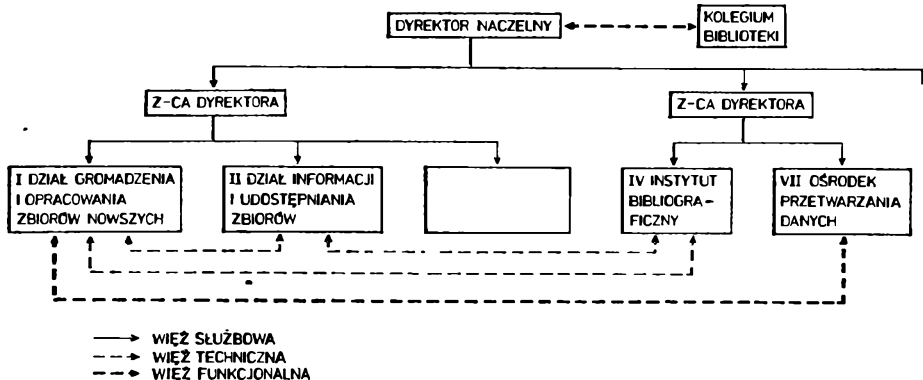 DYREKTOR NACZELNY
KOLEGIUM
BIBLIOTEKI
Z-CA DYREKTORA
Z-CA DYREKTORA
I DZIAŁ GROMADZENIA
I OPRACOWANIA
ZBIORÓW NOWSZYCH
II DZIAŁ INFORMACJI
I UDOSTĘPNIANIA
ZBIORÓW
IV INSTYTUT
BIBLIOGRA-
FICZNY
VII OŚRODEK
PRZETWARZANIA
DANYCH
WIĘŹ SŁUŻBOWA
WIĘŹ TECHNICZNA
WIĘŹ FUNKCJONALNA